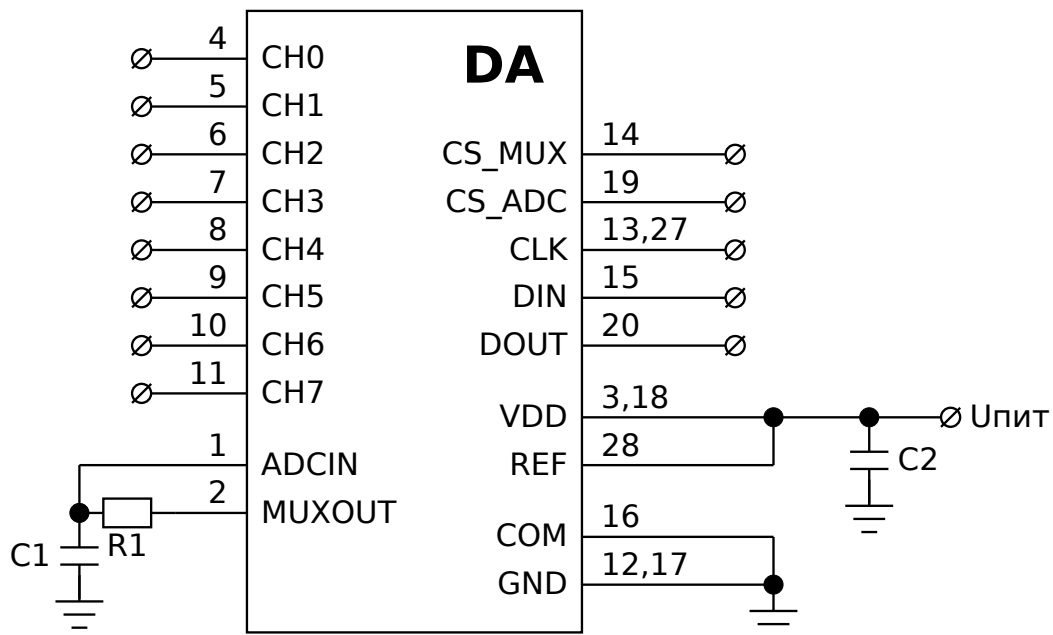 4
CH0
DA
5
CH1
6
CH2
CS_MUX
14
7
CH3
CS_ADC
19
8
CH4
CLK
13,27
9
CH5
DIN
15
10
CH6
DOUT
20
11
CH7
VDD
3,18
Uпит
1
ADCIN
REF
28
C2
2
MUXOUT
R1
C1
COM
16
GND
12,17